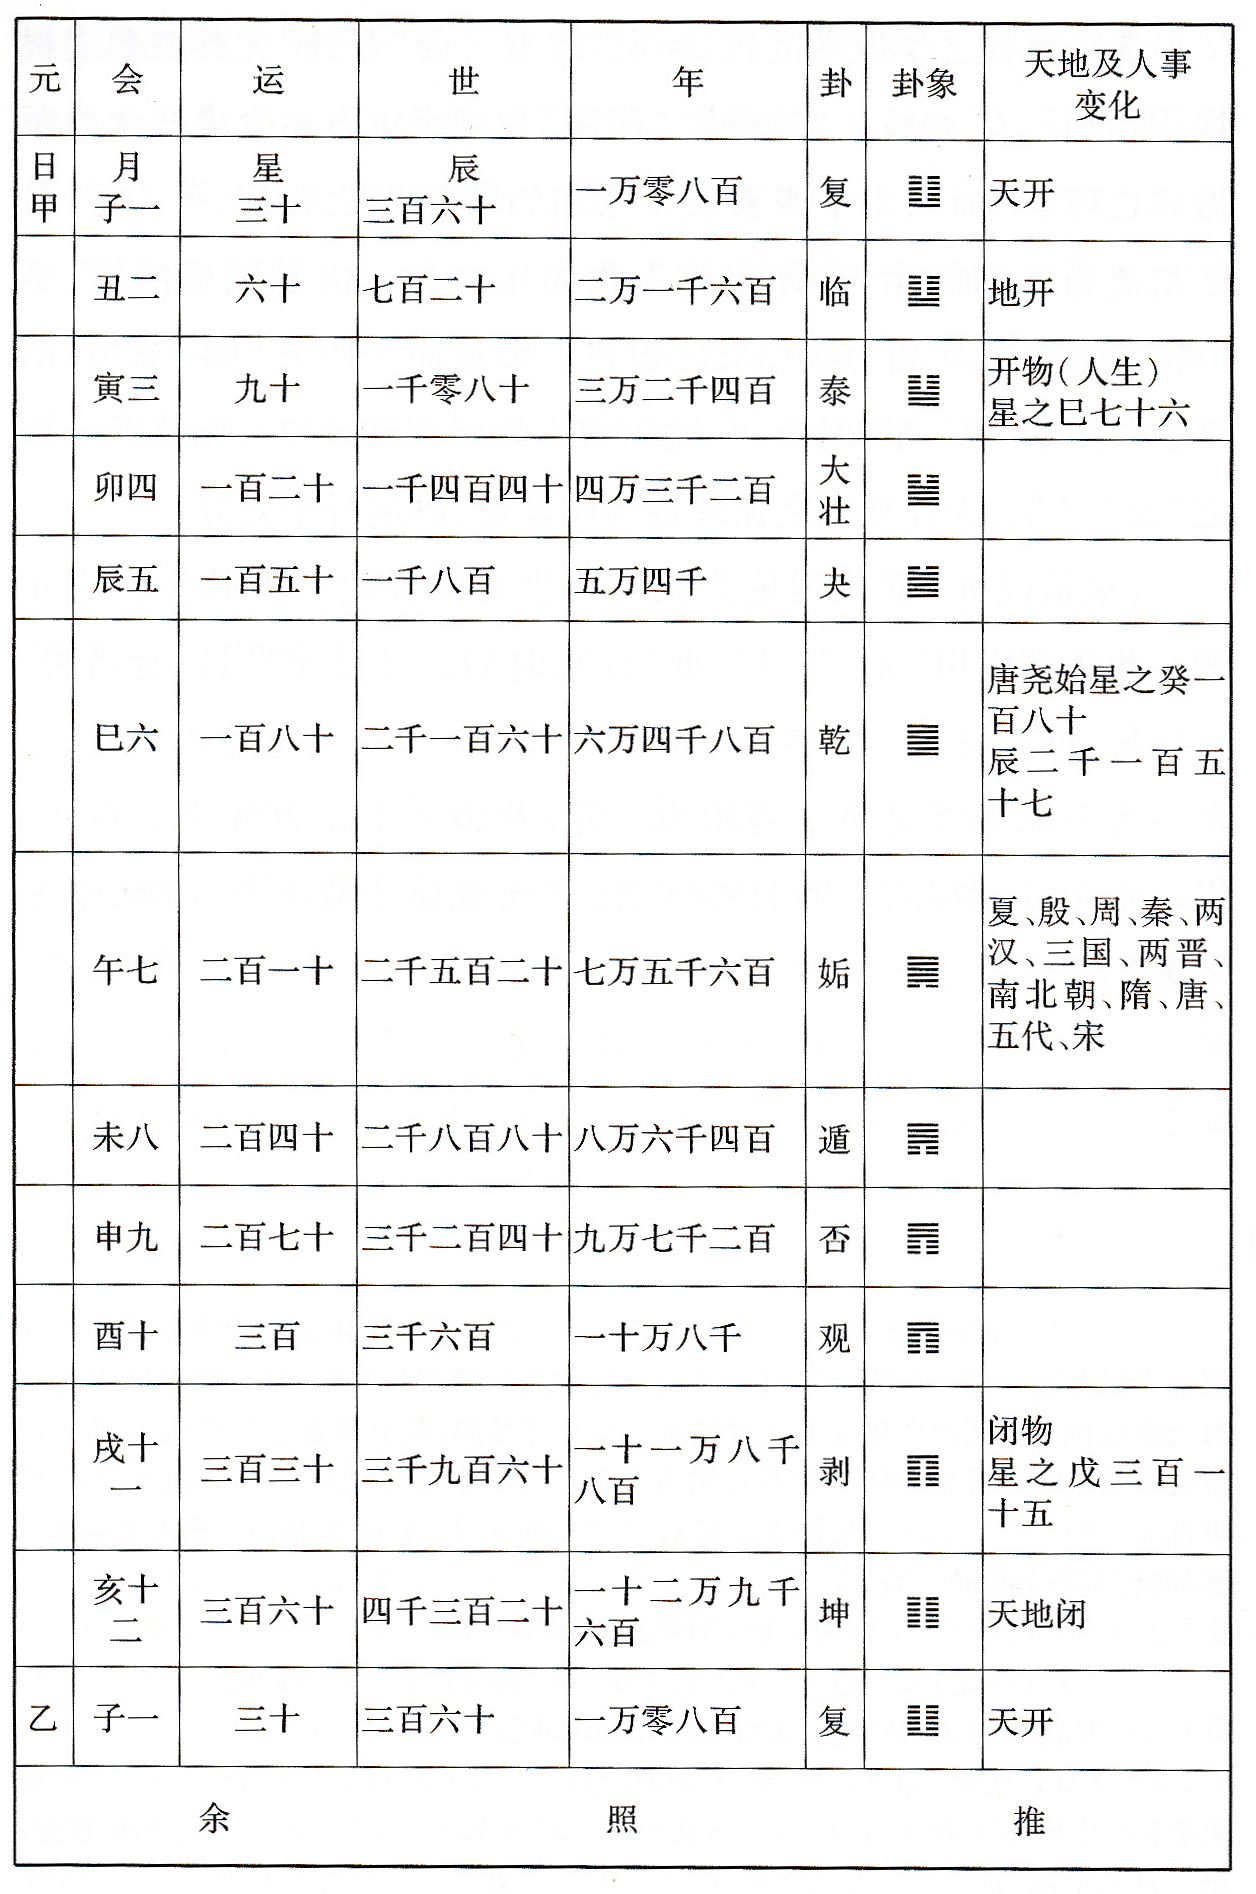 元 会 运 世 年 卦 卦象 天地及人事
变化
日 月 星 辰
甲 子一 三十 三百六十 一万零八百 复 ䷗ 天开
丑二 六十 七百二十 二万一千六百 临 ䷒ 地开
寅三 九十 一千零八十 三万二千四百 泰 ䷊ 开物(人生)
星之巳七十六
卯四 一百二十 一千四百四十 四万三千二百 大 ䷡
壮
辰五 一百五十 一千八百 五万四千 夬 ䷪
巳六 一百八十 二千一百六十 六万四千八百 乾 ䷀ 唐尧始星之癸一
百八十
辰二千一百五
十七
午七 二百一十 二千五百二十 七万五千六百 姤 ䷫ 夏、殷、周、秦、两
汉、三国、两晋、
南北朝、隋、唐、
五代、宋
未八 二百四十 二千八百八十 八万六千四百 遁 ䷠
申九 二百七十 三千二百四十 九万七千二百 否 ䷋
酉十 三百 三千六百 一十万八千 观 ䷓
戌十 三百三十 三千九百六十 一十一万八千 剥 ䷖ 闭物
一 八百 星之戊三百一
十五
亥十 三百六十 四千三百二十 一十二万九千 坤 ䷁ 天地闭
二 六百
乙 子一 三十 三百六十 一万零八百 复 ䷗ 天开
余 照 推